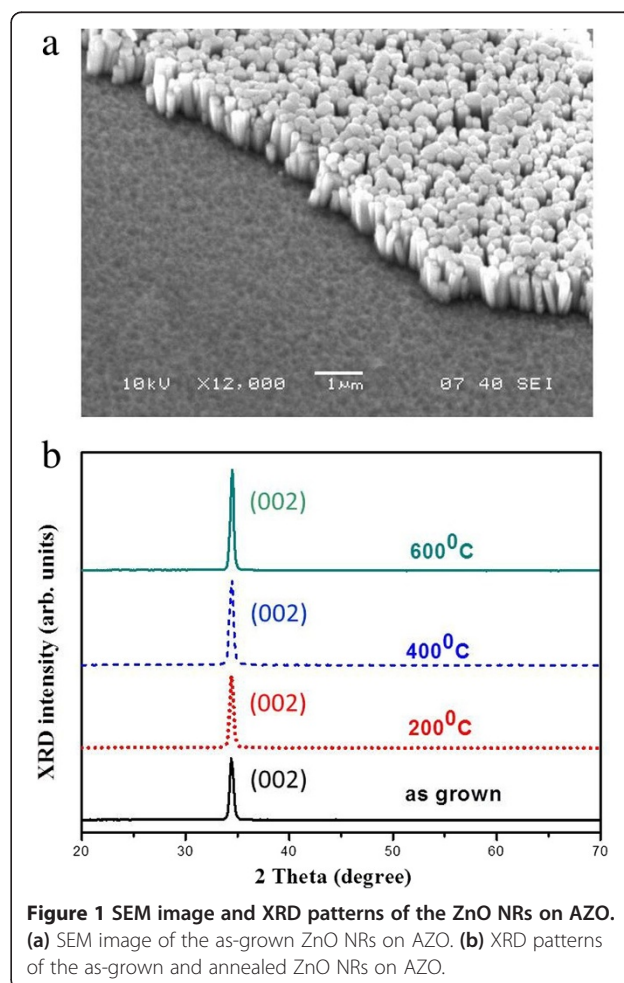 a
10kV X12,000 1μm 07 40 SEI
b
(002)
600⁰C
(002)
400⁰C
(002)
200⁰C
(002)
as grown
XRD intensity (arb. units)
20 30 40 50 60 70
2 Theta (degree)
Figure 1 SEM image and XRD patterns of the ZnO NRs on AZO.
(a) SEM image of the as-grown ZnO NRs on AZO. (b) XRD patterns
of the as-grown and annealed ZnO NRs on AZO.